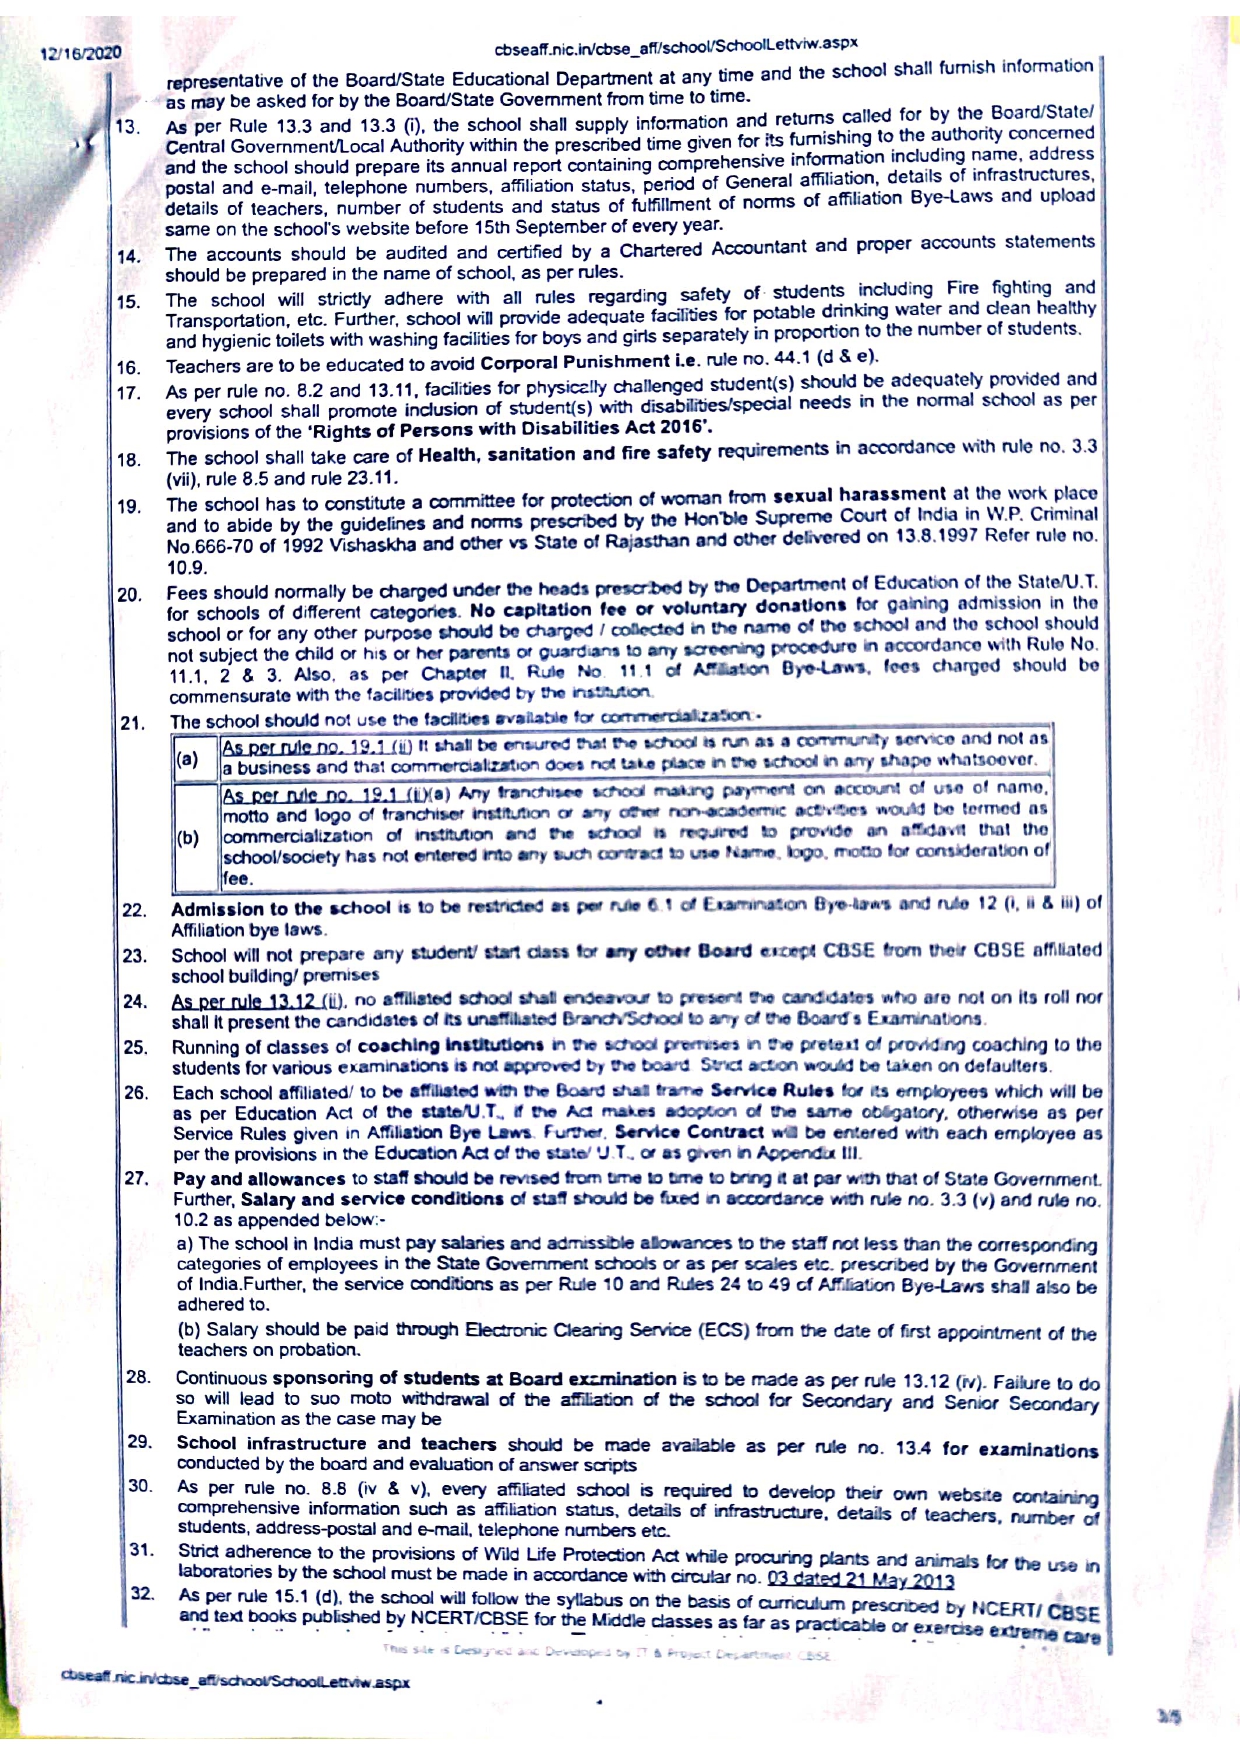 12/16/2020
cbseaff.nic.in/cbse_aff/school/SchoolLettviw.aspx
representative of the Board/State Educational Department at any time and the school shall furnish information
as may be asked for by the Board/State Government from time to time.
13. As per Rule 13.3 and 13.3 (i), the school shall supply information and returns called for by the Board/State/
Central Government/Local Authority within the prescribed time given for its furnishing to the authority concerned
and the school should prepare its annual report containing comprehensive information including name, address
postal and e-mail, telephone numbers, affiliation status, period of General affiliation, details of infrastructures,
details of teachers, number of students and status of fulfillment of norms of affiliation Bye-Laws and upload
same on the school's website before 15th September of every year.
14. The accounts should be audited and certified by a Chartered Accountant and proper accounts statements
should be prepared in the name of school, as per rules.
15. The school will strictly adhere with all rules regarding safety of students including Fire fighting and
Transportation, etc. Further, school will provide adequate facilities for potable drinking water and clean healthy
and hygienic toilets with washing facilities for boys and girls separately in proportion to the number of students.
16. Teachers are to be educated to avoid Corporal Punishment i.e. rule no. 44.1 (d & e).
17. As per rule no. 8.2 and 13.11, facilities for physically challenged student(s) should be adequately provided and
every school shall promote inclusion of student(s) with disabilities/special needs in the normal school as per
provisions of the 'Rights of Persons with Disabilities Act 2016'.
18. The school shall take care of Health, sanitation and fire safety requirements in accordance with rule no. 3.3
(vii), rule 8.5 and rule 23.11.
19. The school has to constitute a committee for protection of woman from sexual harassment at the work place
and to abide by the guidelines and norms prescribed by the Hon'ble Supreme Court of India in W.P. Criminal
No.666-70 of 1992 Vishaskha and other vs State of Rajasthan and other delivered on 13.8.1997 Refer rule no.
10.9.
20. Fees should normally be charged under the heads prescribed by the Department of Education of the State/U.T.
for schools of different categories. No capitation fee or voluntary donations for gaining admission in the
school or for any other purpose should be charged / collected in the name of the school and the school should
not subject the child or his or her parents or guardians to any screening procedure in accordance with Rule No.
11.1, 2 & 3. Also, as per Chapter II, Rule No. 11.1 of Affiliation Bye-Laws, fees charged should be
commensurate with the facilities provided by the institution.
21. The school should not use the facilities available for commercialization:-
(a) As per rule no. 19.1 (ii) It shall be ensured that the school is run as a community service and not as
a business and that commercialization does not take place in the school in any shape whatsoever.
(b) As per rule no. 19.1 (ii)(a) Any franchisee school making payment on account of use of name,
motto and logo of franchiser institution or any other non-academic activities would be termed as
commercialization of institution and the school is required to provide an affidavit that the
school/society has not entered into any such contract to use Name, logo, motto for consideration of
fee.
22. Admission to the school is to be restricted as per rule 6.1 of Examination Bye-laws and rule 12 (i, ii & iii) of
Affiliation bye laws.
23. School will not prepare any student/ start class for any other Board except CBSE from their CBSE affiliated
school building/ premises
24. As per rule 13.12 (ii), no affiliated school shall endeavour to present the candidates who are not on its roll nor
shall it present the candidates of its unaffiliated Branch/School to any of the Board's Examinations.
25. Running of classes of coaching institutions in the school premises in the pretext of providing coaching to the
students for various examinations is not approved by the board. Strict action would be taken on defaulters.
26. Each school affiliated/ to be affiliated with the Board shall frame Service Rules for its employees which will be
as per Education Act of the state/U.T., if the Act makes adoption of the same obligatory, otherwise as per
Service Rules given in Affiliation Bye Laws. Further, Service Contract will be entered with each employee as
per the provisions in the Education Act of the state/ U.T., or as given in Appendix III.
27. Pay and allowances to staff should be revised from time to time to bring it at par with that of State Government.
Further, Salary and service conditions of staff should be fixed in accordance with rule no. 3.3 (v) and rule no.
10.2 as appended below:-
a) The school in India must pay salaries and admissible allowances to the staff not less than the corresponding
categories of employees in the State Government schools or as per scales etc. prescribed by the Government
of India.Further, the service conditions as per Rule 10 and Rules 24 to 49 of Affiliation Bye-Laws shall also be
adhered to.
(b) Salary should be paid through Electronic Clearing Service (ECS) from the date of first appointment of the
teachers on probation.
28. Continuous sponsoring of students at Board examination is to be made as per rule 13.12 (iv). Failure to do
so will lead to suo moto withdrawal of the affiliation of the school for Secondary and Senior Secondary
Examination as the case may be
29. School infrastructure and teachers should be made available as per rule no. 13.4 for examinations
conducted by the board and evaluation of answer scripts
30. As per rule no. 8.8 (iv & v), every affiliated school is required to develop their own website containing
comprehensive information such as affiliation status, details of infrastructure, details of teachers, number of
students, address-postal and e-mail, telephone numbers etc.
31. Strict adherence to the provisions of Wild Life Protection Act while procuring plants and animals for the use in
laboratories by the school must be made in accordance with circular no. 03 dated 21 May 2013
32. As per rule 15.1 (d), the school will follow the syllabus on the basis of curriculum prescribed by NCERT/ CBSE
and text books published by NCERT/CBSE for the Middle classes as far as practicable or exercise extreme care
This site is Designed and Developed by IT & Project Department CBSE.
cbseaff.nic.in/cbse_aff/school/SchoolLettviw.aspx
3/5